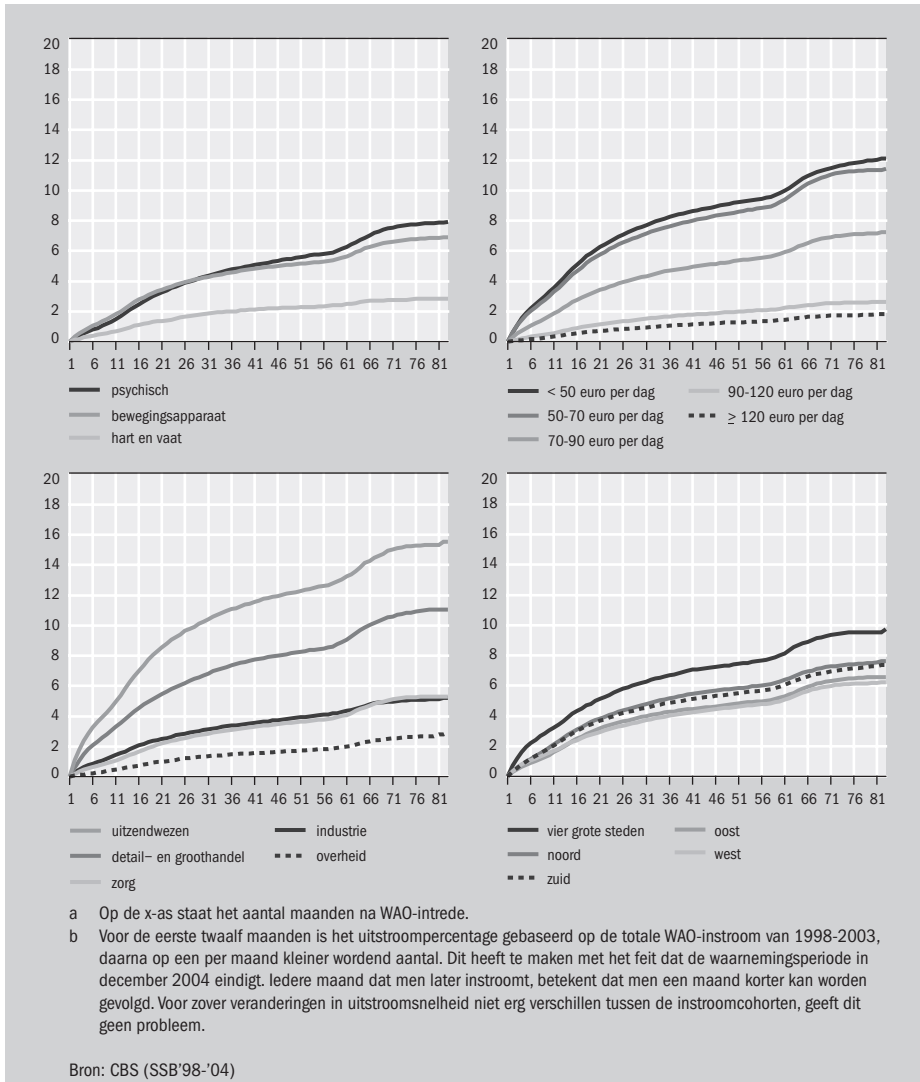 20
18
16
14
12
10
8
6
4
2
0
1 6 11 16 21 26 31 36 41 46 51 56 61 66 71 76 81
psychisch
bewegingsapparaat
hart en vaat
20
18
16
14
12
10
8
6
4
2
0
1 6 11 16 21 26 31 36 41 46 51 56 61 66 71 76 81
< 50 euro per dag
50-70 euro per dag
70-90 euro per dag
90-120 euro per dag
≥ 120 euro per dag
20
18
16
14
12
10
8
6
4
2
0
1 6 11 16 21 26 31 36 41 46 51 56 61 66 71 76 81
uitzendwezen
detail– en groothandel
zorg
industrie
overheid
20
18
16
14
12
10
8
6
4
2
0
1 6 11 16 21 26 31 36 41 46 51 56 61 66 71 76 81
vier grote steden
noord
zuid
oost
west
a Op de x-as staat het aantal maanden na WAO-intrede.
b Voor de eerste twaalf maanden is het uitstroompercentage gebaseerd op de totale WAO-instroom van 1998-2003,
daarna op een per maand kleiner wordend aantal. Dit heeft te maken met het feit dat de waarnemingsperiode in
december 2004 eindigt. Iedere maand dat men later instroomt, betekent dat men een maand korter kan worden
gevolgd. Voor zover veranderingen in uitstroomsnelheid niet erg verschillen tussen de instroomcohorten, geeft dit
geen probleem.
Bron: CBS (SSB'98-'04)